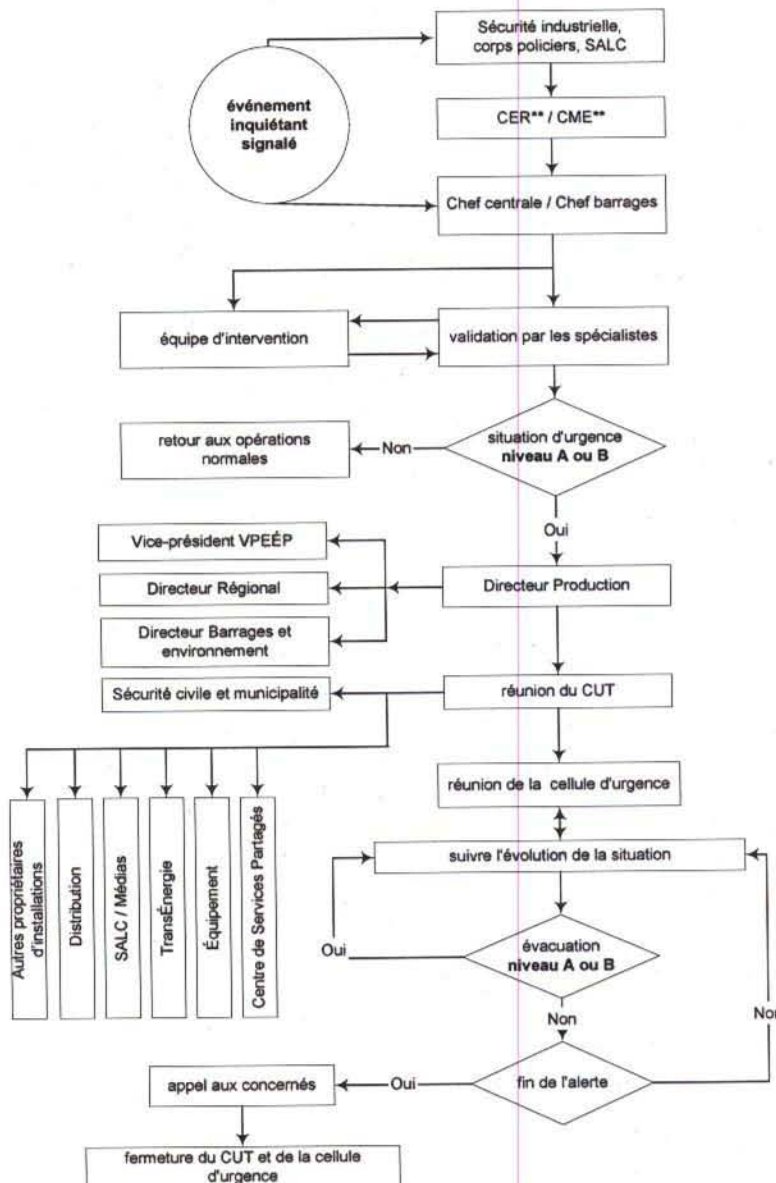 Sécurité industrielle,
corps policiers, SALC
événement
inquiétant
signalé
CER** / CME**
Chef centrale / Chef barrages
équipe d'intervention
validation par les spécialistes
retour aux opérations
normales
Non
situation d'urgence
niveau A ou B
Oui
Vice-président VPEÉP
Directeur Régional
Directeur Production
Directeur Barrages et
environnement
Sécurité civile et municipalité
réunion du CUT
Autres propriétaires
d'installations
Distribution
SALC / Médias
TransÉnergie
Équipement
Centre de Services Partagés
réunion de la cellule d'urgence
suivre l'évolution de la situation
Oui
évacuation
niveau A ou B
Non
Non
appel aux concernés
Oui
fin de l'alerte
fermeture du CUT et de la cellule
d'urgence